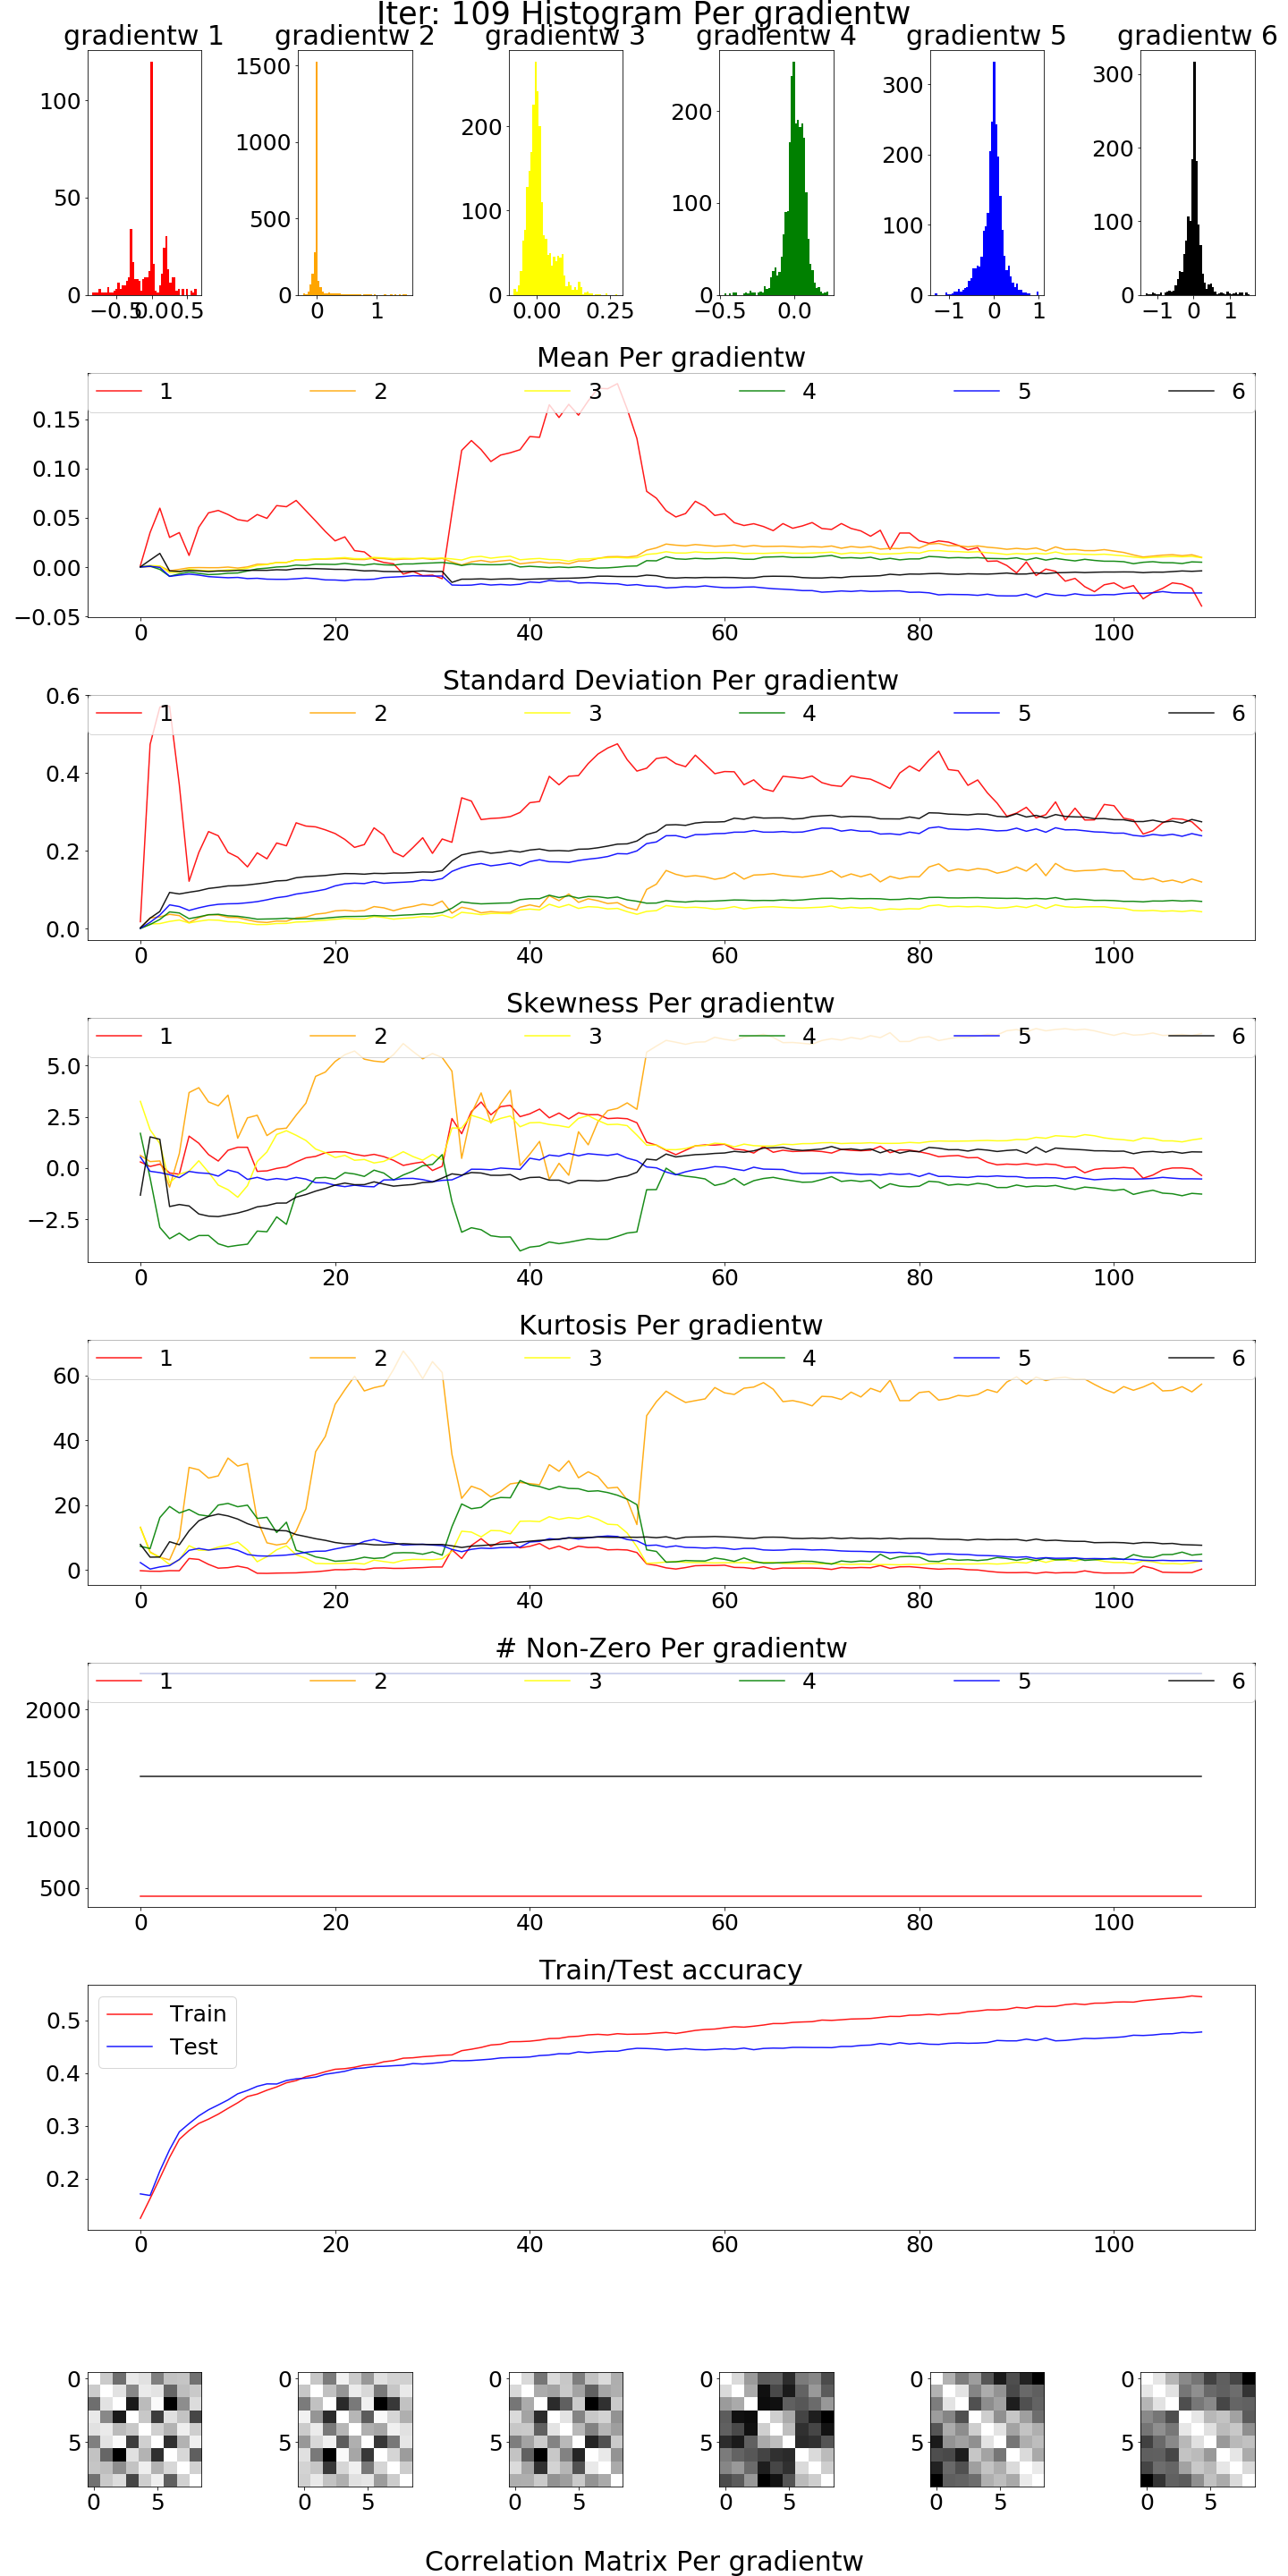 Iter: 109 Histogram Per gradientw
gradientw 1 gradientw 2 gradientw 3 gradientw 4 gradientw 5 gradientw 6
100
50
0
−0.5 0.0 0.5
1500
1000
500
0
0 1
200
100
0
0.00 0.25
200
100
0
−0.5 0.0
300
200
100
0
−1 0 1
300
200
100
0
−1 0 1
Mean Per gradientw
1 2 3 4 5 6
0.15
0.10
0.05
0.00
−0.05
0 20 40 60 80 100
Standard Deviation Per gradientw
1 2 3 4 5 6
0.6
0.4
0.2
0.0
0 20 40 60 80 100
Skewness Per gradientw
1 2 3 4 5 6
5.0
2.5
0.0
−2.5
0 20 40 60 80 100
Kurtosis Per gradientw
1 2 3 4 5 6
60
40
20
0
0 20 40 60 80 100
# Non-Zero Per gradientw
1 2 3 4 5 6
2000
1500
1000
500
0 20 40 60 80 100
Train/Test accuracy
Train
Test
0.5
0.4
0.3
0.2
0 20 40 60 80 100
0
5
0 5
0
5
0 5
0
5
0 5
0
5
0 5
0
5
0 5
0
5
0 5
Correlation Matrix Per gradientw